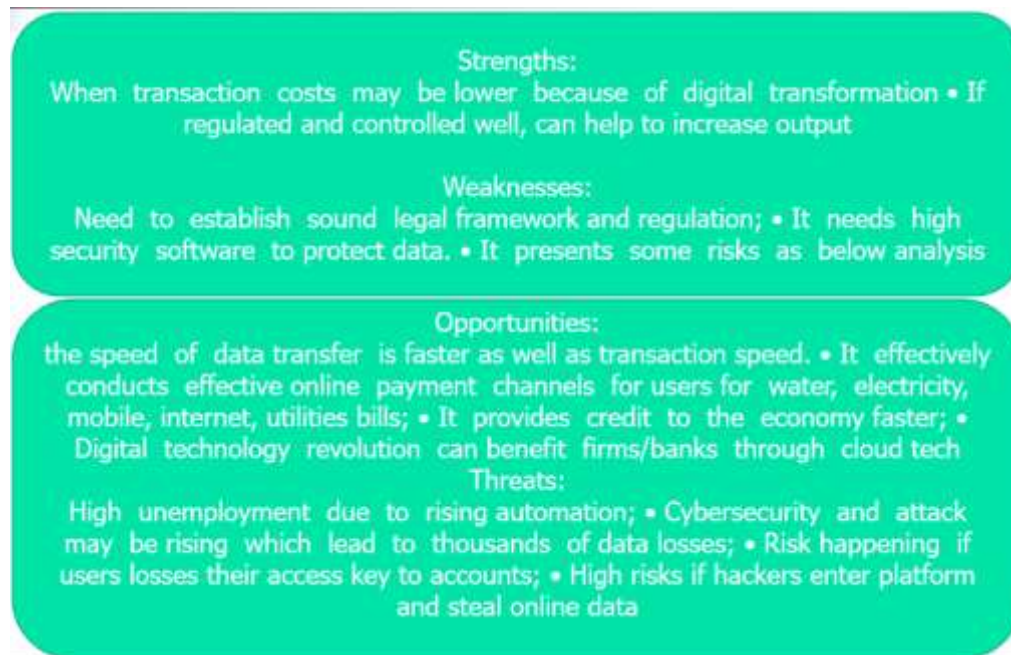 Strengths:
When transaction costs may be lower because of digital transformation • If
regulated and controlled well, can help to increase output
Weaknesses:
Need to establish sound legal framework and regulation; • It needs high
security software to protect data. • It presents some risks as below analysis
Opportunities:
the speed of data transfer is faster as well as transaction speed. • It effectively
conducts effective online payment channels for users for water, electricity,
mobile, internet, utilities bills; • It provides credit to the economy faster; •
Digital technology revolution can benefit firms/banks through cloud tech
Threats:
High unemployment due to rising automation; • Cybersecurity and attack
may be rising which lead to thousands of data losses; • Risk happening if
users losses their access key to accounts; • High risks if hackers enter platform
and steal online data